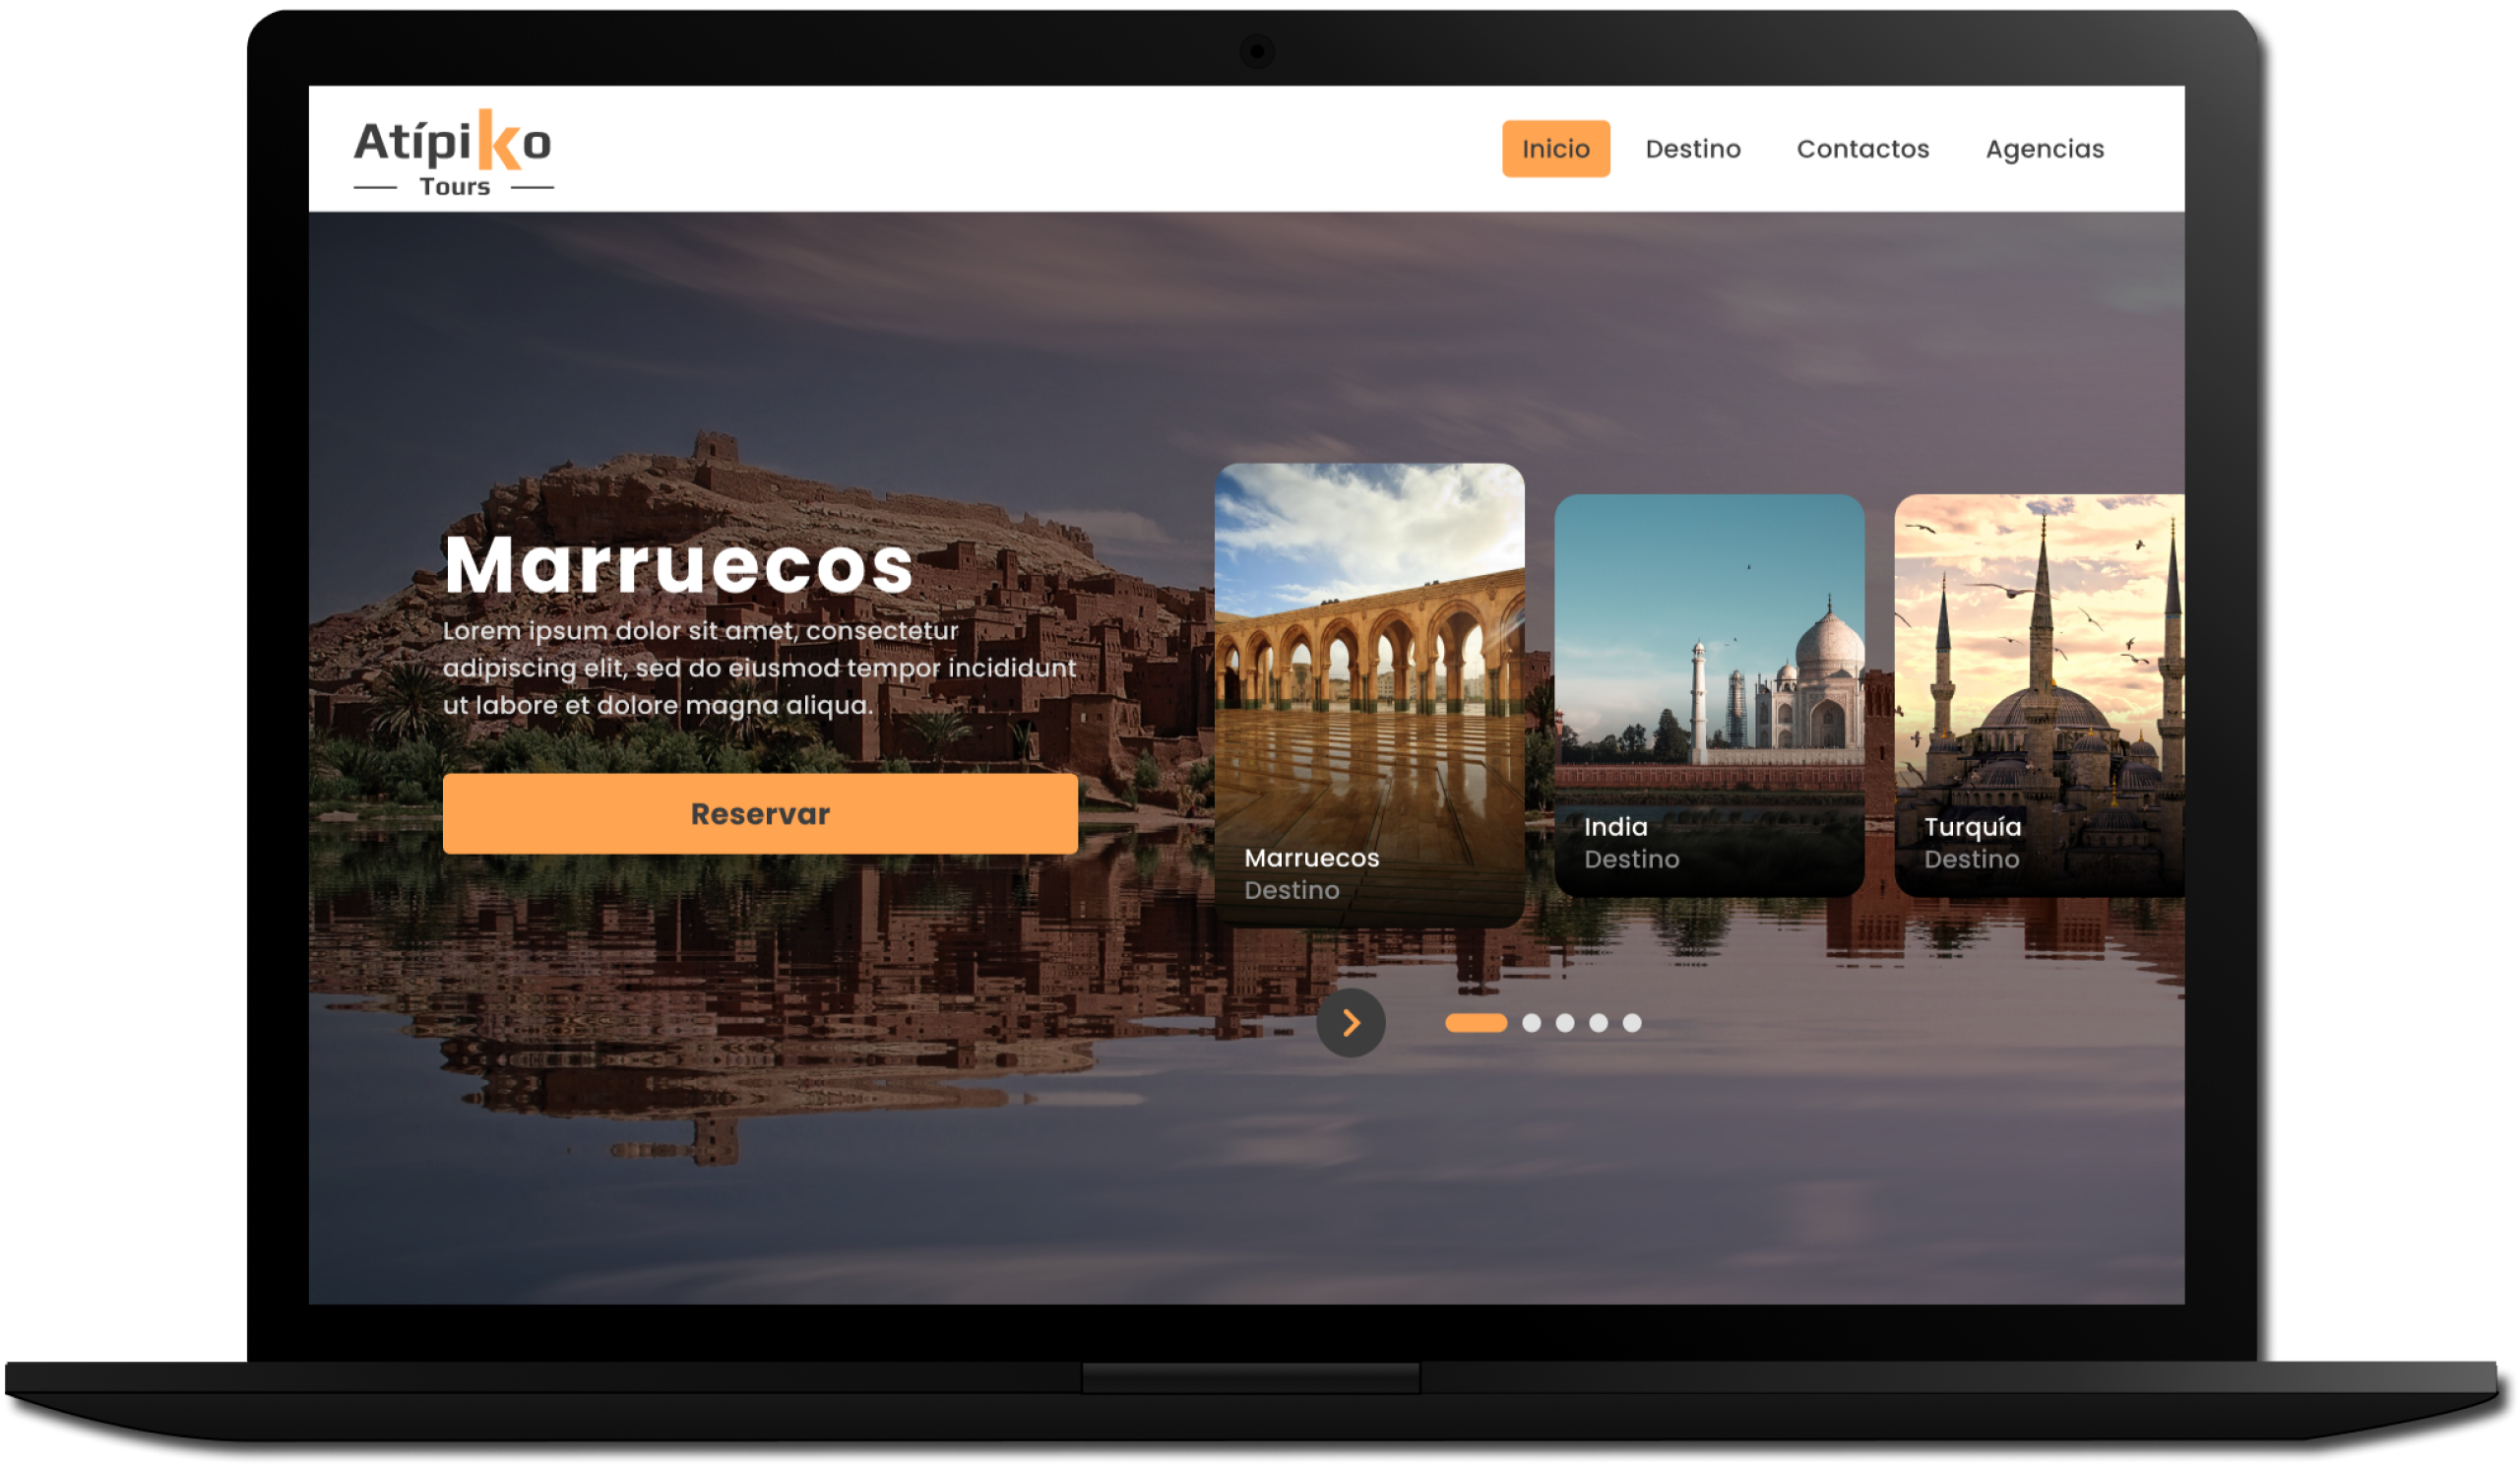 Atípiko
Tours
Inicio
Destino
Contactos
Agencias
Marruecos
Lorem ipsum dolor sit amet, consectetur
adipiscing elit, sed do eiusmod tempor incididunt
ut labore et dolore magna aliqua.
Reservar
Marruecos
Destino
India
Destino
Turquía
Destino